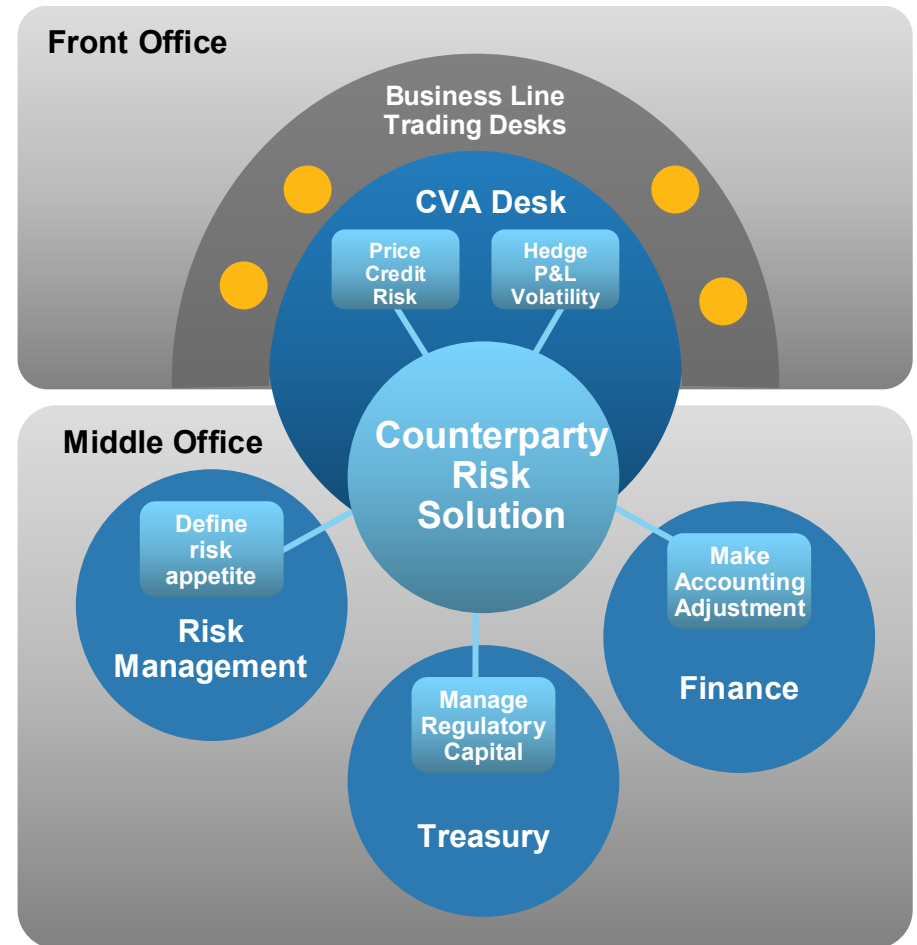 Front Office
Business Line
Trading Desks
CVA Desk
Price
Credit
Risk
Hedge
P&L
Volatility
Counterparty
Risk
Solution
Middle Office
Define
risk
appetite
Risk
Management
Make
Accounting
Adjustment
Finance
Manage
Regulatory
Capital
Treasury